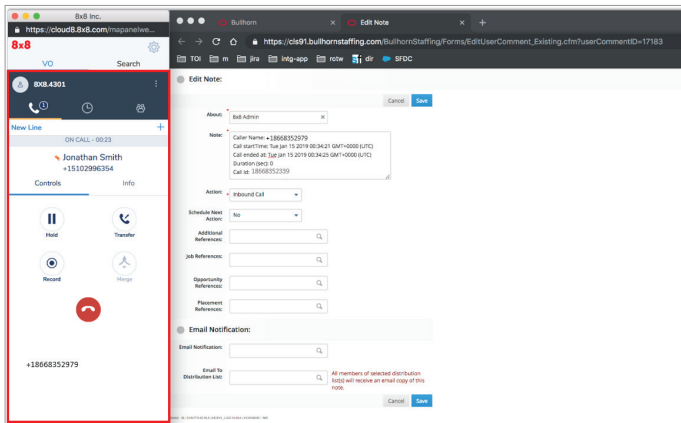 8x8 Inc.
https://cloud8.8x8.com/mapanelwe...
8x8
VO
Search
8X8.4301
1
New Line
ON CALL - 00:23
Jonathan Smith
+15102996354
Controls
Info
Hold
Transfer
Record
Merge
+18668352979
Bullhorn
Edit Note
https://cls91.bullhornstaffing.com/BullhornStaffing/Forms/EditUserComment_Existing.cfm?userCommentID=17183
TOI
m
jira
intg-app
rotw
dir
SFDC
Edit Note:
Cancel
Save
About:
8x8 Admin
Note:
Caller Name: +18668352979
Call startTime: Tue Jan 15 2019 00:34:21 GMT+0000 (UTC)
Call ended at: Tue Jan 15 2019 00:34:25 GMT+0000 (UTC)
Duration (sec): 0
Call Id: 18668352339
Action:
Inbound Call
Schedule Next
Action:
No
Additional
References:
Job References:
Opportunity
References:
Placement
References:
Email Notification:
Email Notification:
Email To
Distribution List:
All members of selected distribution
list(s) will receive an email copy of this
note.
Cancel
Save